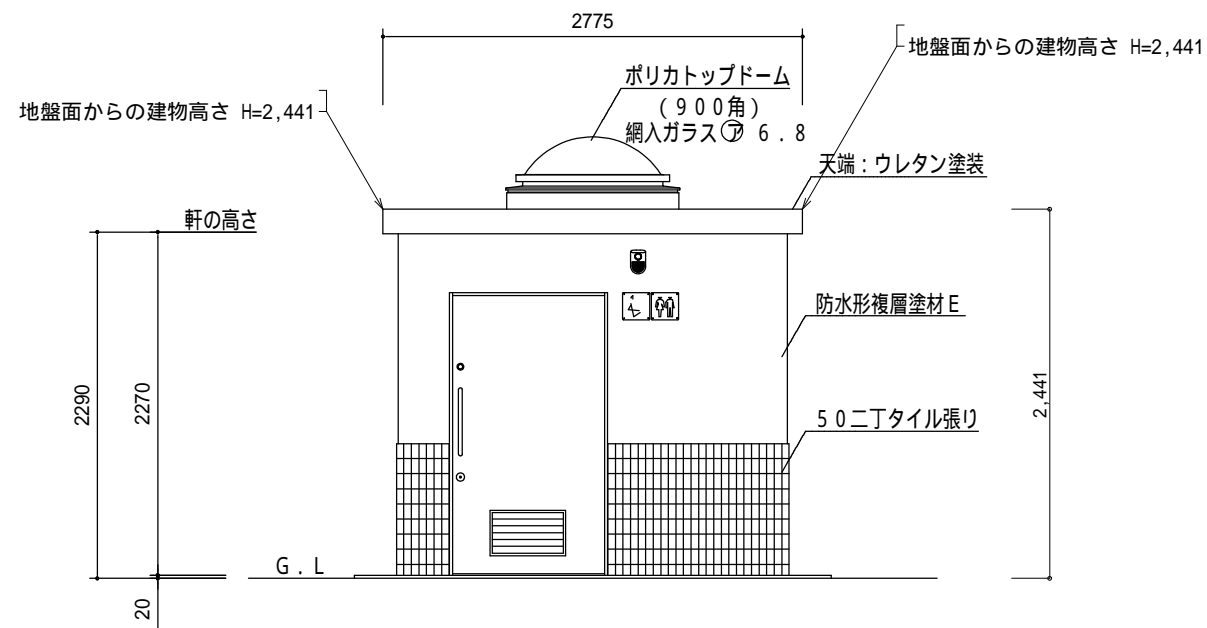 2775
地盤面からの建物高さ H=2,441
ポリカトップドーム
(900角)
網入ガラス㋐ 6.8
地盤面からの建物高さ H=2,441
天端：ウレタン塗装
軒の高さ
防水形複層塗材E
2290
2270
2,441
50二丁タイル張り
G.L
20